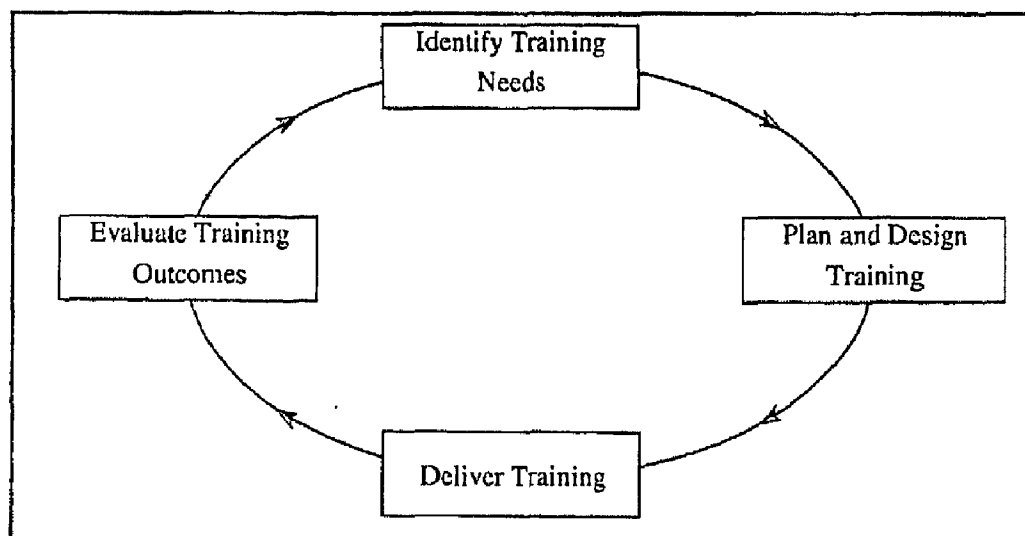 Identify Training
Needs
Evaluate Training
Outcomes
Plan and Design
Training
Deliver Training